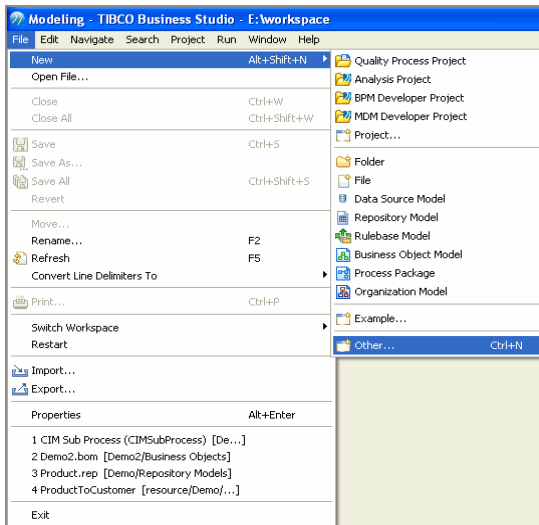 Modeling - TIBCO Business Studio - E:\workspace
File Edit Navigate Search Project Run Window Help
New Alt+Shift+N
Open File...
Close Ctrl+W
Close All Ctrl+Shift+W
Save Ctrl+S
Save As...
Save All Ctrl+Shift+S
Revert
Move...
Rename... F2
Refresh F5
Convert Line Delimiters To
Print... Ctrl+P
Switch Workspace
Restart
Import...
Export...
Properties Alt+Enter
1 CIM Sub Process (CIMSubProcess) [De...]
2 Demo2.bom [Demo2/Business Objects]
3 Product.rep [Demo/Repository Models]
4 ProductToCustomer [resource/Demo/...]
Exit
Quality Process Project
Analysis Project
BPM Developer Project
MDM Developer Project
Project...
Folder
File
Data Source Model
Repository Model
Rulebase Model
Business Object Model
Process Package
Organization Model
Example...
Other... Ctrl+N